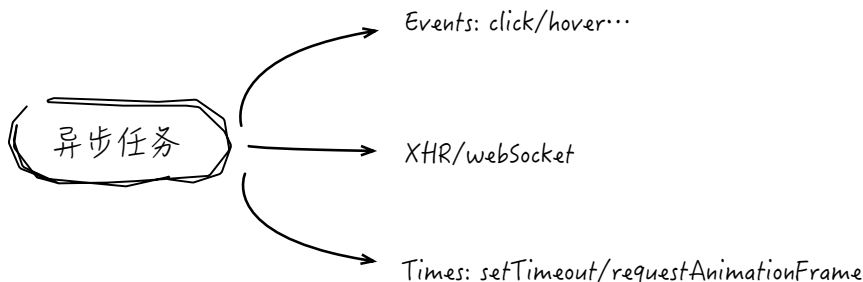 Events: click/hover···
异步任务
XHR/webSocket
Times: setTimeout/requestAnimationFrame